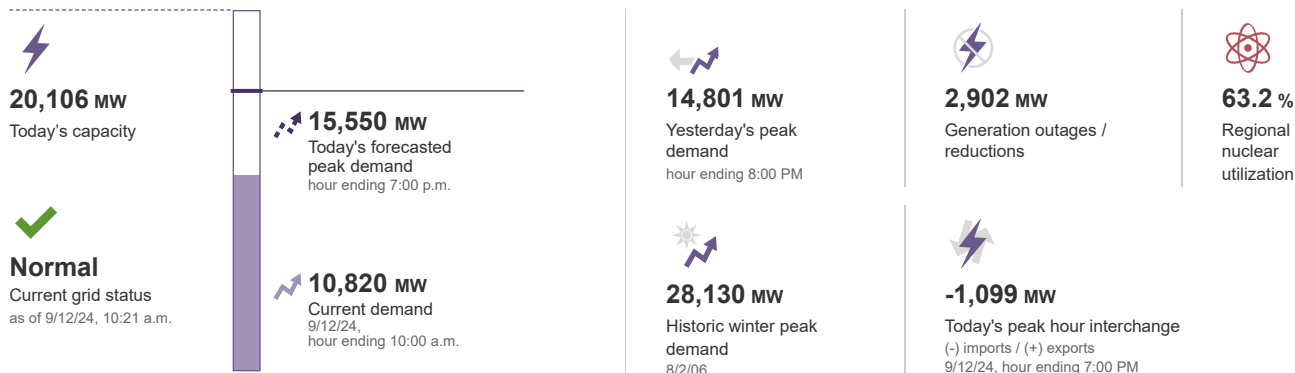 20,106 MW
Today's capacity
Normal
Current grid status
as of 9/12/24, 10:21 a.m.
15,550 MW
Today's forecasted
peak demand
hour ending 7:00 p.m.
10,820 MW
Current demand
9/12/24,
hour ending 10:00 a.m.
14,801 MW
Yesterday's peak
demand
hour ending 8:00 PM
2,902 MW
Generation outages /
reductions
63.2 %
Regional
nuclear
utilization
28,130 MW
Historic winter peak
demand
8/2/06
-1,099 MW
Today's peak hour interchange
(-) imports / (+) exports
9/12/24, hour ending 7:00 PM